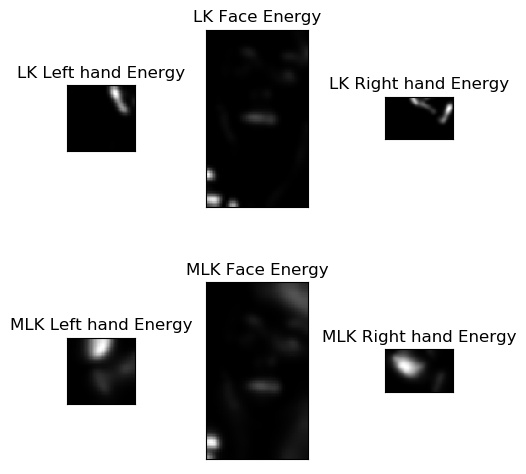 LK Face Energy
LK Left hand Energy
LK Right hand Energy
MLK Face Energy
MLK Left hand Energy
MLK Right hand Energy